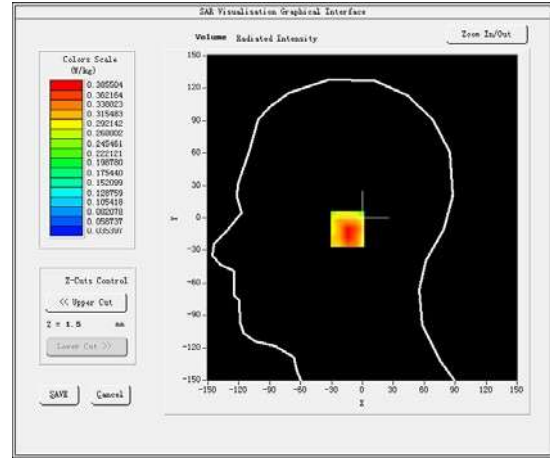 SAR Visualisation Graphical Interface
Volume Radiated Intensity
Zoom In/Out
Colors Scale
(W/kg)
0.385504
0.362164
0.338823
0.315483
0.292142
0.268802
0.245461
0.222121
0.198780
0.175440
0.152099
0.128759
0.105418
0.082078
0.058737
0.035397
Z-Cuts Control
<< Upper Cut
Z = 1.5 mm
Lower Cut >>
SAVE Cancel
150
120
90
60
30
0
-30
-60
-90
-120
-150
Y
-150 -120 -90 -60 -30 0 30 60 90 120 150
X